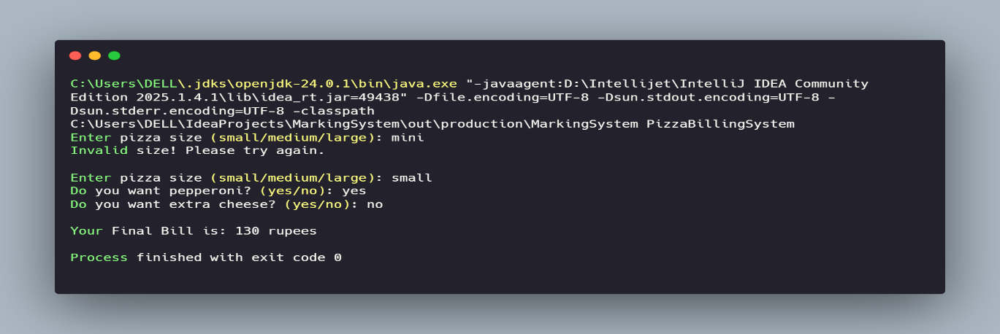 C:\Users\DELL\.jdks\openjdk-24.0.1\bin\java.exe "-javaagent:D:\Intellijet\IntelliJ IDEA Community
Edition 2025.1.4.1\lib\idea_rt.jar=49438" -Dfile.encoding=UTF-8 -Dsun.stdout.encoding=UTF-8 -
Dsun.stderr.encoding=UTF-8 -classpath
C:\Users\DELL\IdeaProjects\MarkingSystem\out\production\MarkingSystem PizzaBillingSystem
Enter pizza size (small/medium/large): mini
Invalid size! Please try again.
Enter pizza size (small/medium/large): small
Do you want pepperoni? (yes/no): yes
Do you want extra cheese? (yes/no): no
Your Final Bill is: 130 rupees
Process finished with exit code 0